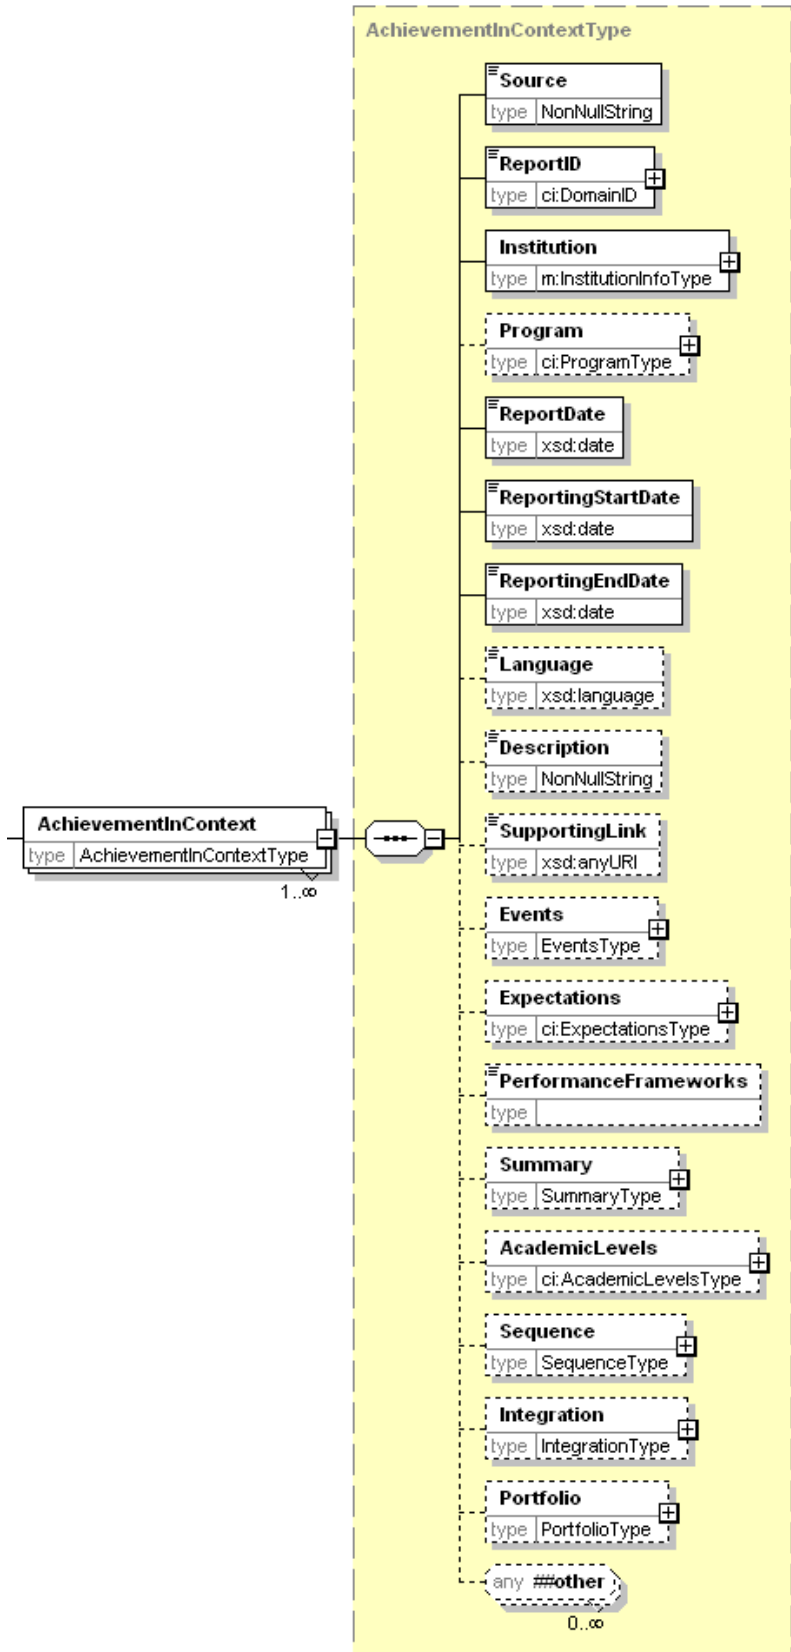 AchievementInContextType
Source
type NonNullString
ReportID
type ci:DomainID
Institution
type m:InstitutionInfoType
Program
type ci:ProgramType
ReportDate
type xsd:date
ReportingStartDate
type xsd:date
ReportingEndDate
type xsd:date
Language
type xsd:language
Description
type NonNullString
AchievementInContext
type AchievementInContextType
1..∞
SupportingLink
type xsd:anyURI
Events
type EventsType
Expectations
type ci:ExpectationsType
PerformanceFrameworks
type
Summary
type SummaryType
AcademicLevels
type ci:AcademicLevelsType
Sequence
type SequenceType
Integration
type IntegrationType
Portfolio
type PortfolioType
any ##other
0..∞